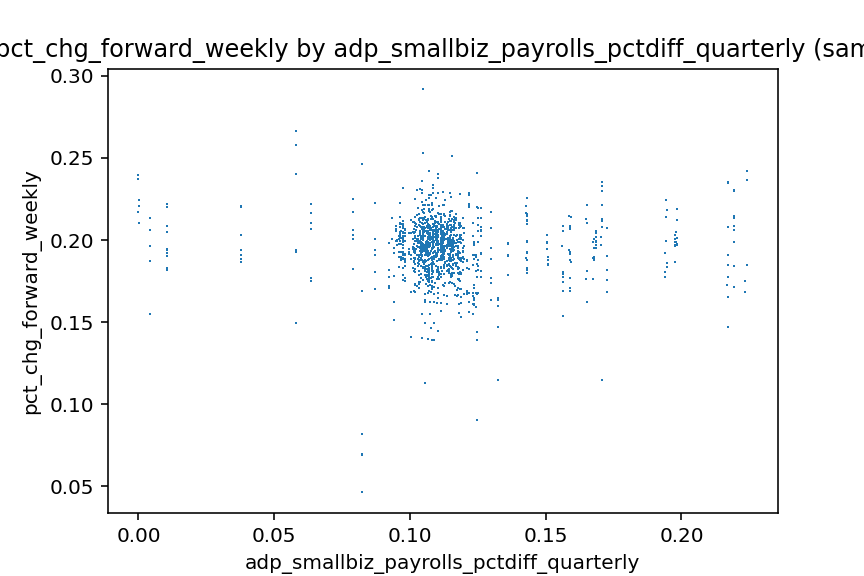 pct_chg_forward_weekly by adp_smallbiz_payrolls_pctdiff_quarterly (sam
0.30
0.25
0.20
0.15
0.10
0.05
pct_chg_forward_weekly
0.00 0.05 0.10 0.15 0.20
adp_smallbiz_payrolls_pctdiff_quarterly